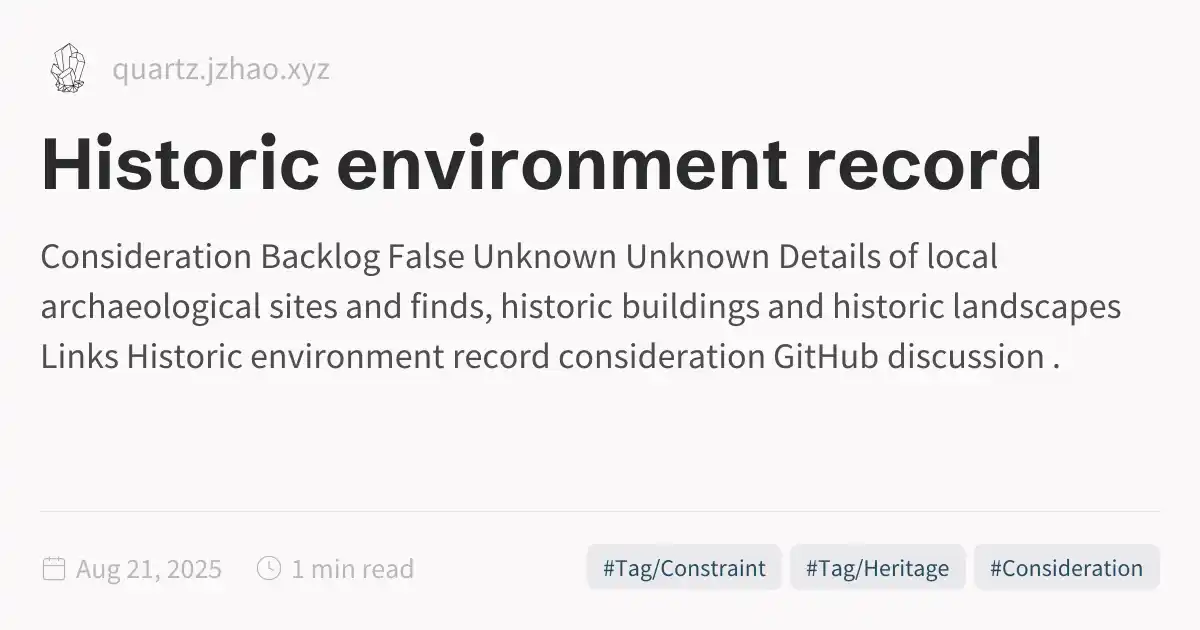 quartz.jzhao.xyz
Historic environment record
Consideration Backlog False Unknown Unknown Details of local
archaeological sites and finds, historic buildings and historic landscapes
Links Historic environment record consideration GitHub discussion .
Aug 21, 2025 1 min read #Tag/Constraint #Tag/Heritage #Consideration